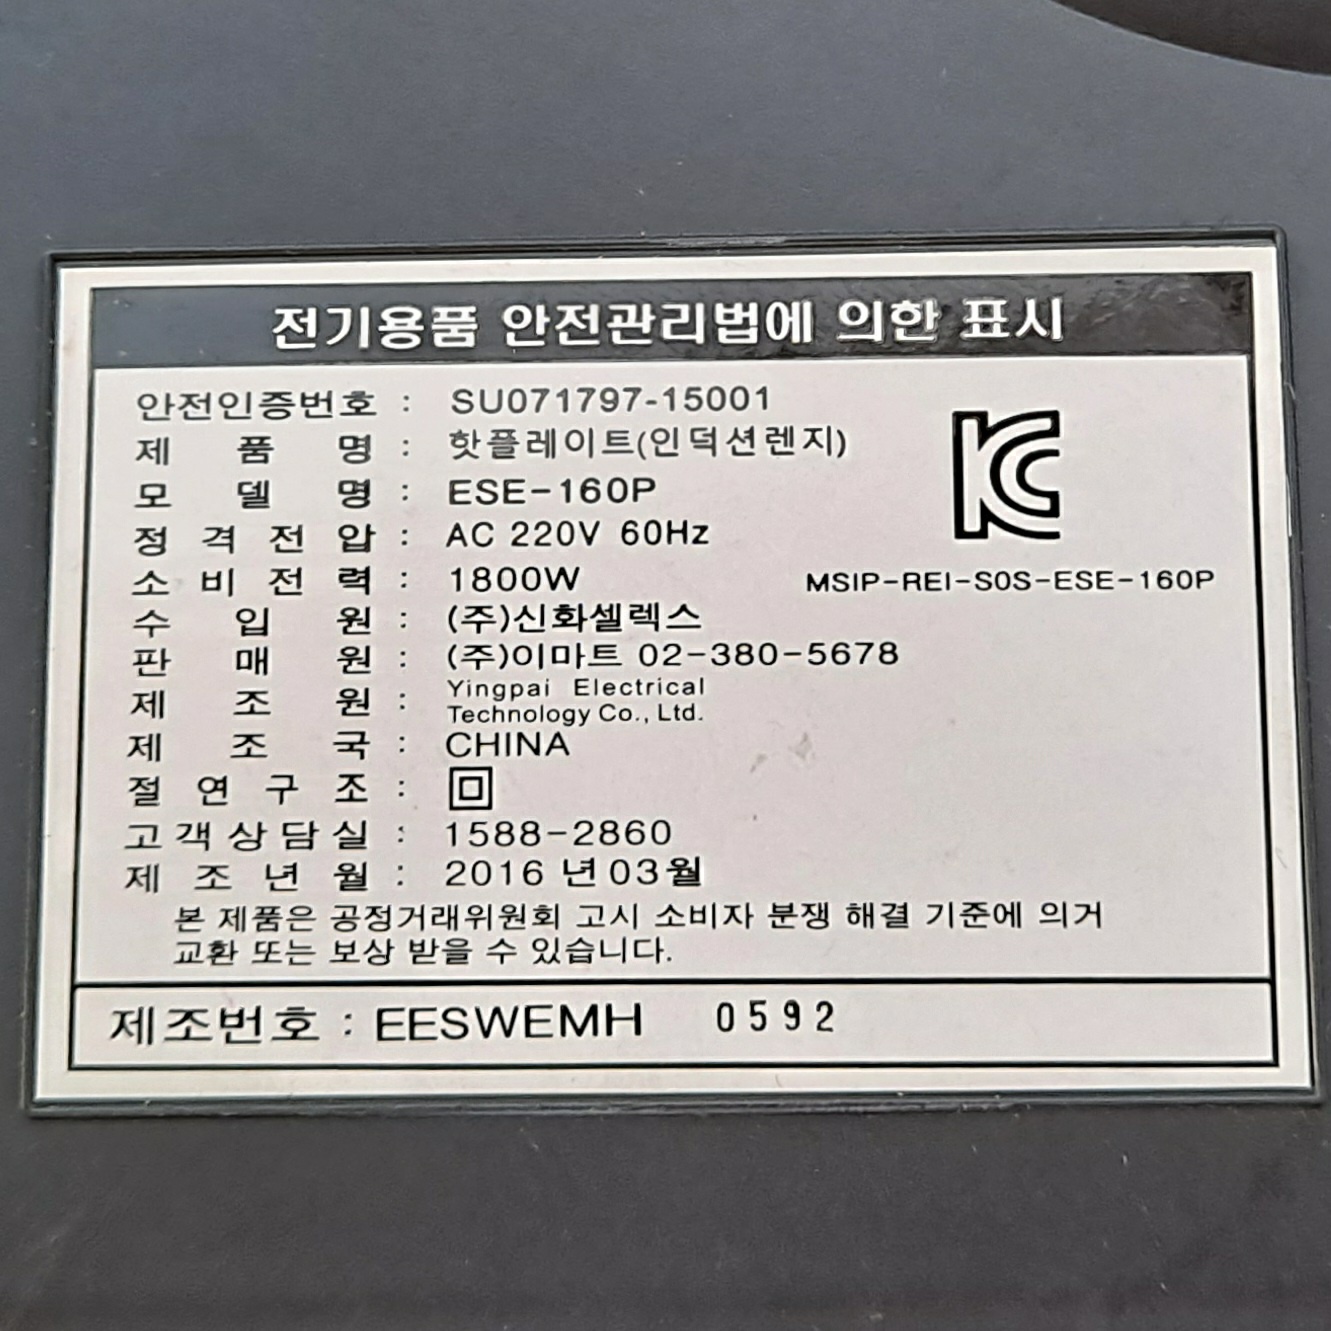 전기용품 안전관리법에 의한 표시
안전인증번호 : SU071797-15001
제 품 명 : 핫플레이트(인덕션렌지)
모 델 명 : ESE-160P
정 격 전 압 : AC 220V 60Hz
소 비 전 력 : 1800W
MSIP-REI-S0S-ESE-160P
수 입 원 : (주)신화셀렉스
판 매 원 : (주)이마트 02-380-5678
제 조 원 : Yingpai Electrical
Technology Co., Ltd.
제 조 국 : CHINA
절 연 구 조 :
고객상담실 : 1588-2860
제 조 년 월 : 2016 년 03월
본 제품은 공정거래위원회 고시 소비자 분쟁 해결 기준에 의거
교환 또는 보상 받을 수 있습니다.
제조번호 : EESWEMH 0592